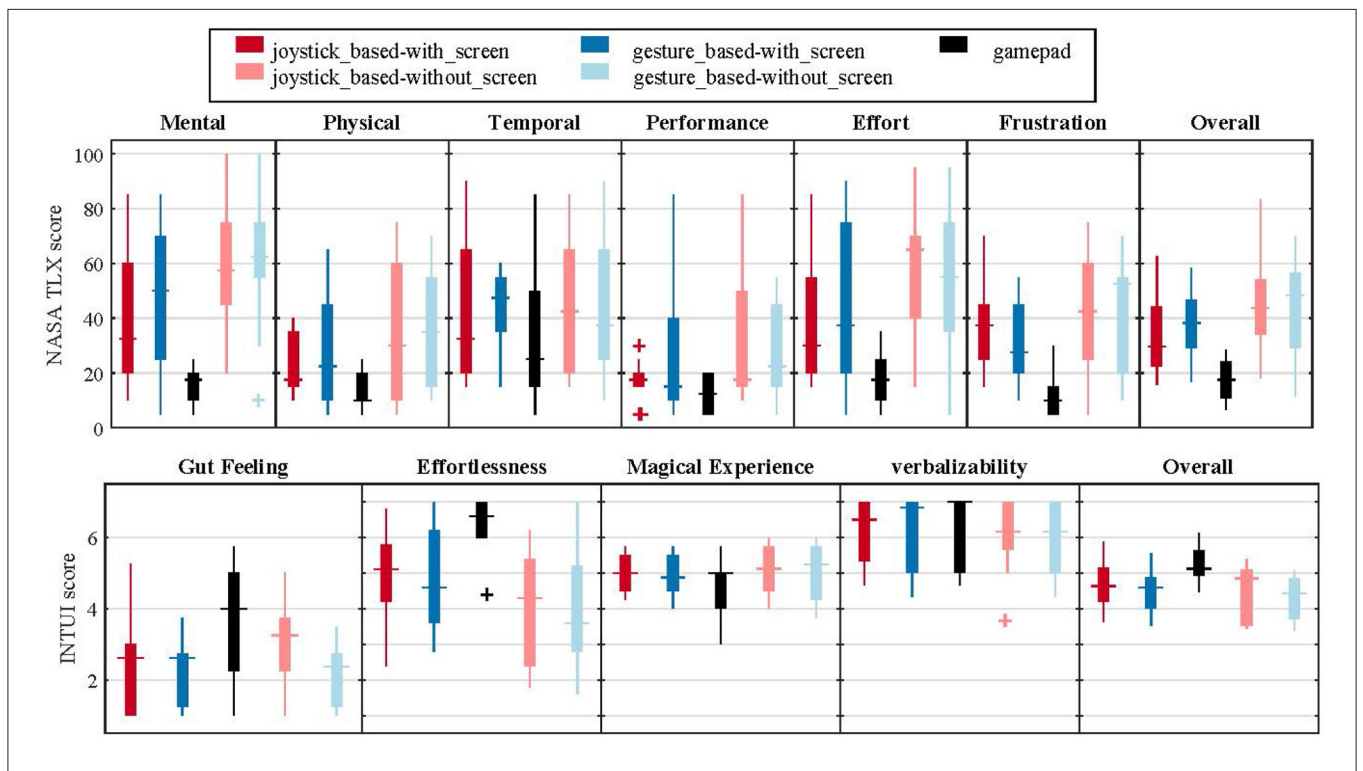 joystick_based-with_screen gesture_based-with_screen gamepad
joystick_based-without_screen gesture_based-without_screen
Mental Physical Temporal Performance Effort Frustration Overall
NASA TLX score
100
80
60
40
20
0
Gut Feeling Effortlessness Magical Experience verbalizability Overall
INTUI score
6
4
2